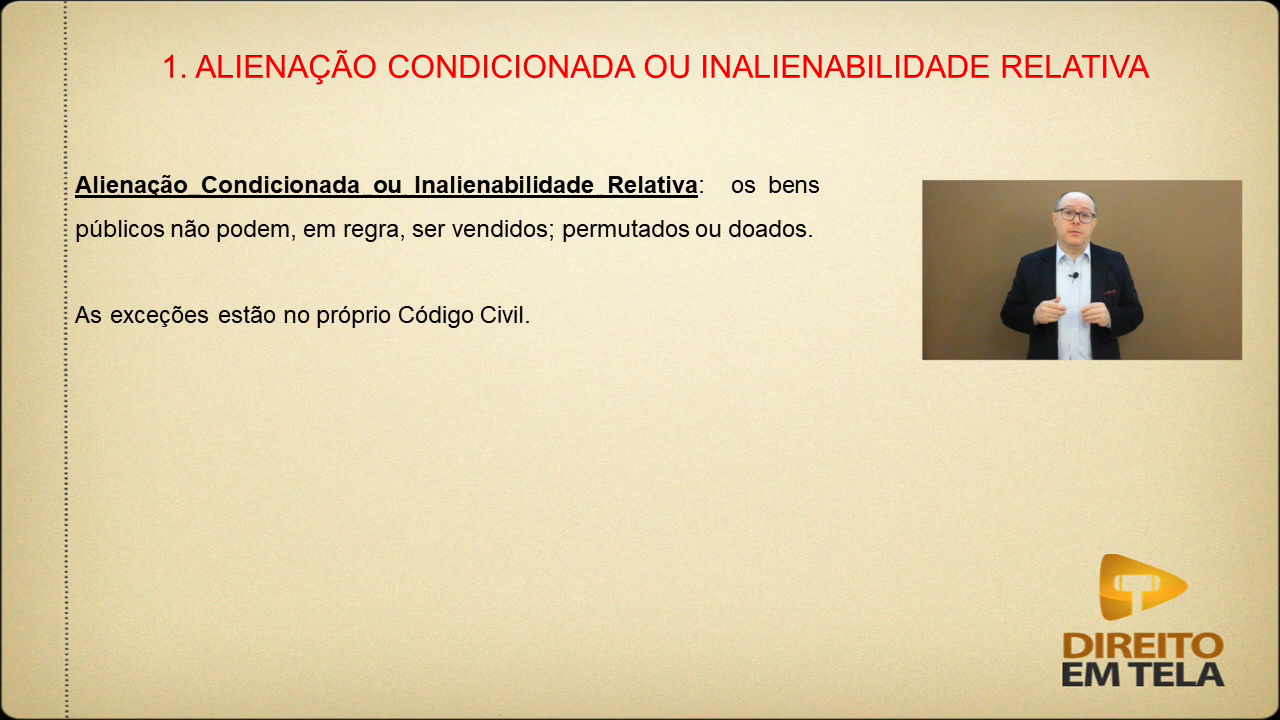 1. ALIENAÇÃO CONDICIONADA OU INALIENABILIDADE RELATIVA
Alienação Condicionada ou Inalienabilidade Relativa: os bens
públicos não podem, em regra, ser vendidos; permutados ou doados.
As exceções estão no próprio Código Civil.
DIREITO
EM TELA